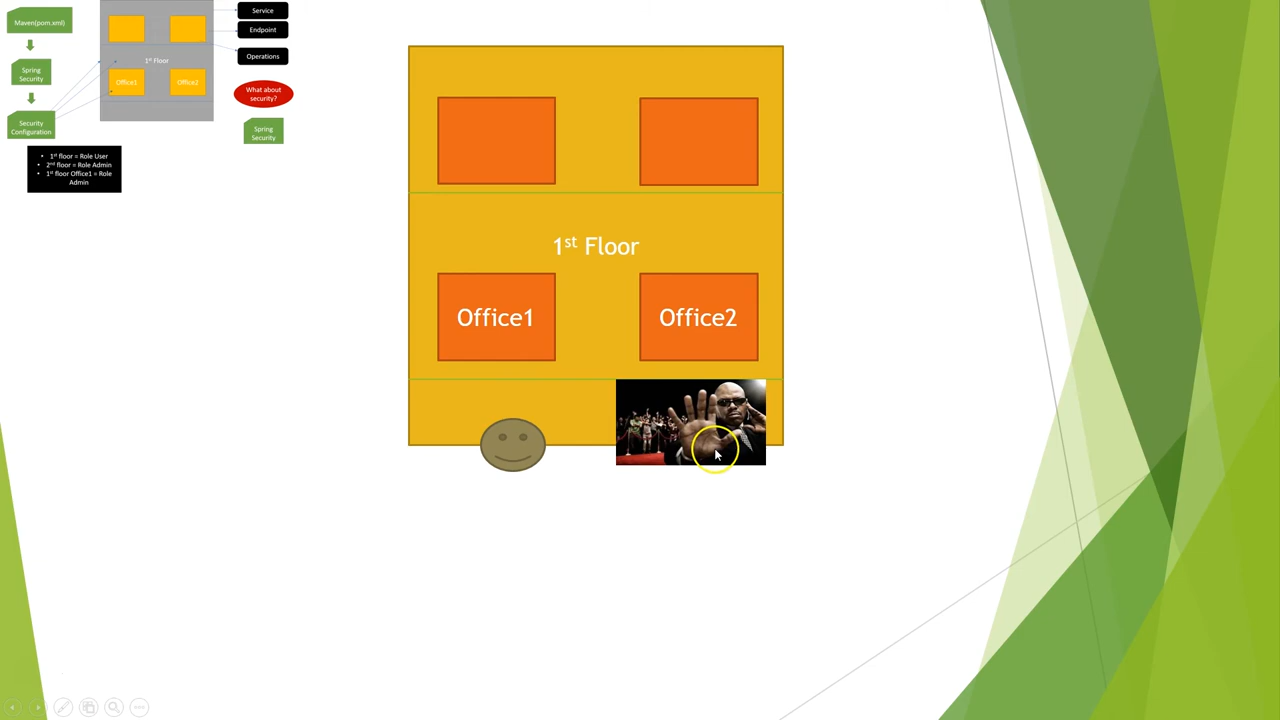 Maven(pom.xml)
Spring
Security
Security
Configuration
1st Floor
Office1
Office2
Service
Endpoint
Operations
What about
security?
Spring
Security
• 1st floor = Role User
• 2nd floor = Role Admin
• 1st floor Office1 = Role
Admin
1st Floor
Office1
Office2